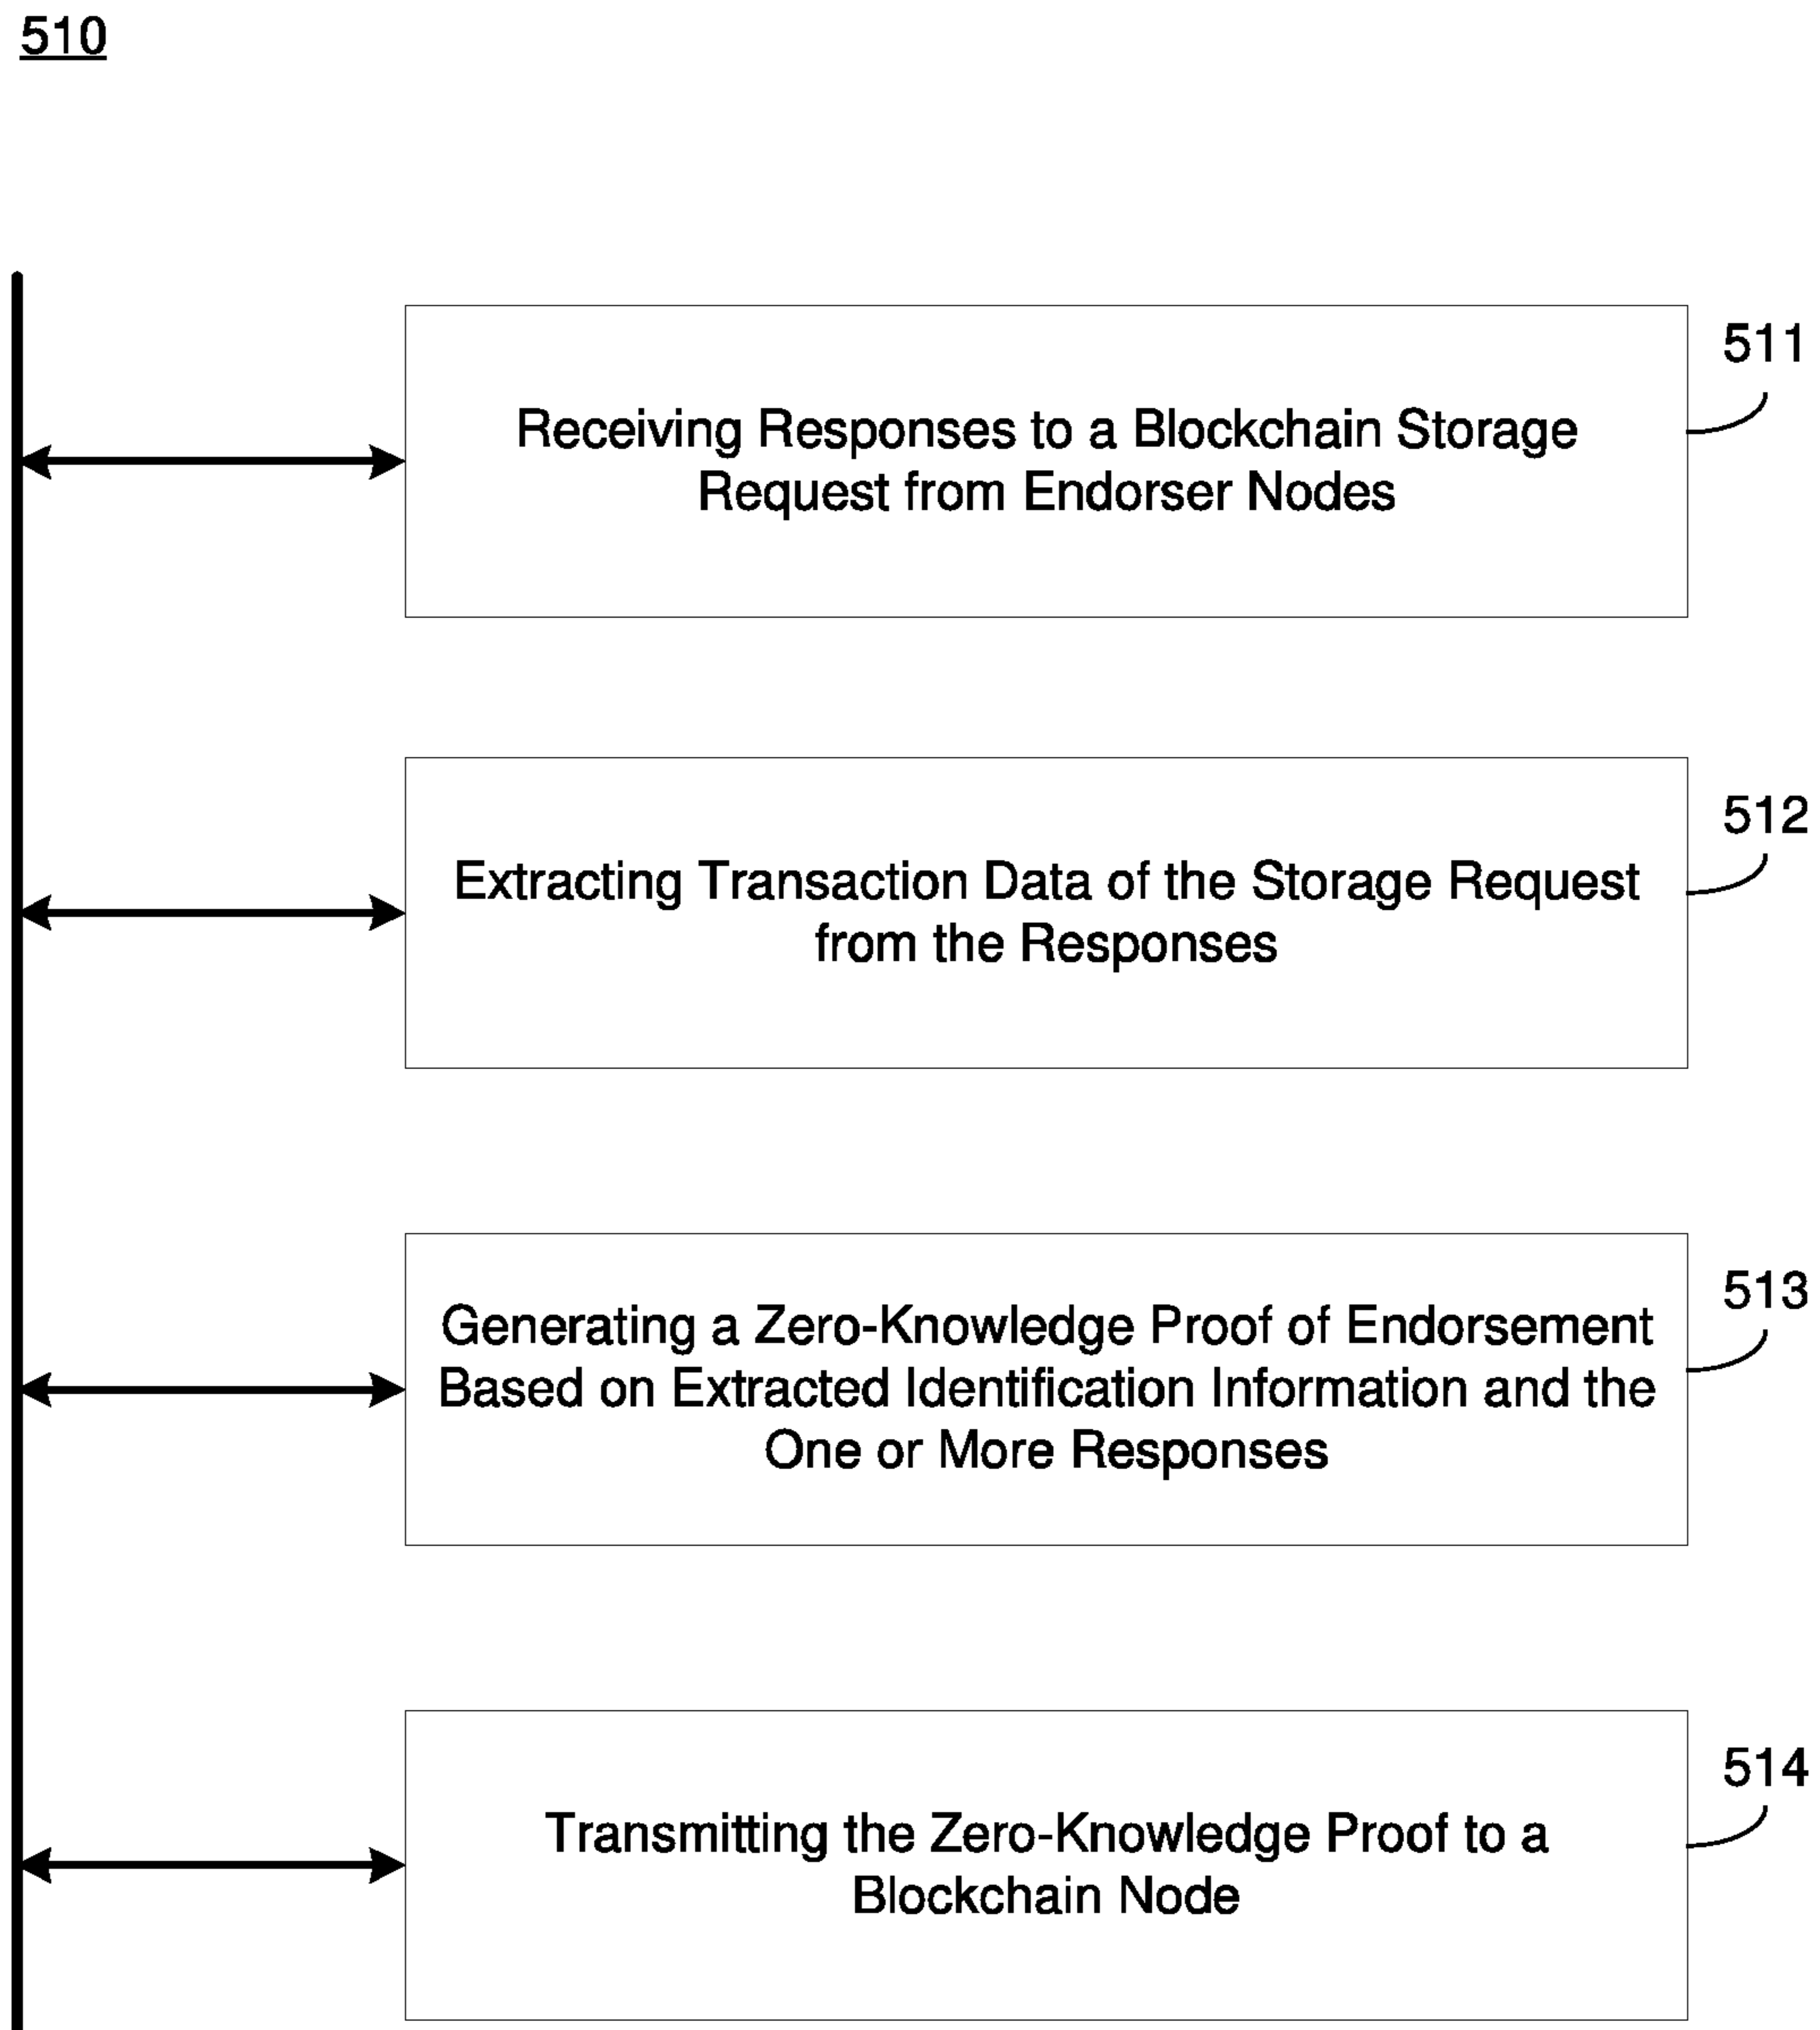 510
511
Receiving Responses to a Blockchain Storage
Request from Endorser Nodes
512
Extracting Transaction Data of the Storage Request
from the Responses
513
Generating a Zero-Knowledge Proof of Endorsement
Based on Extracted Identification Information and the
One or More Responses
514
Transmitting the Zero-Knowledge Proof to a
Blockchain Node